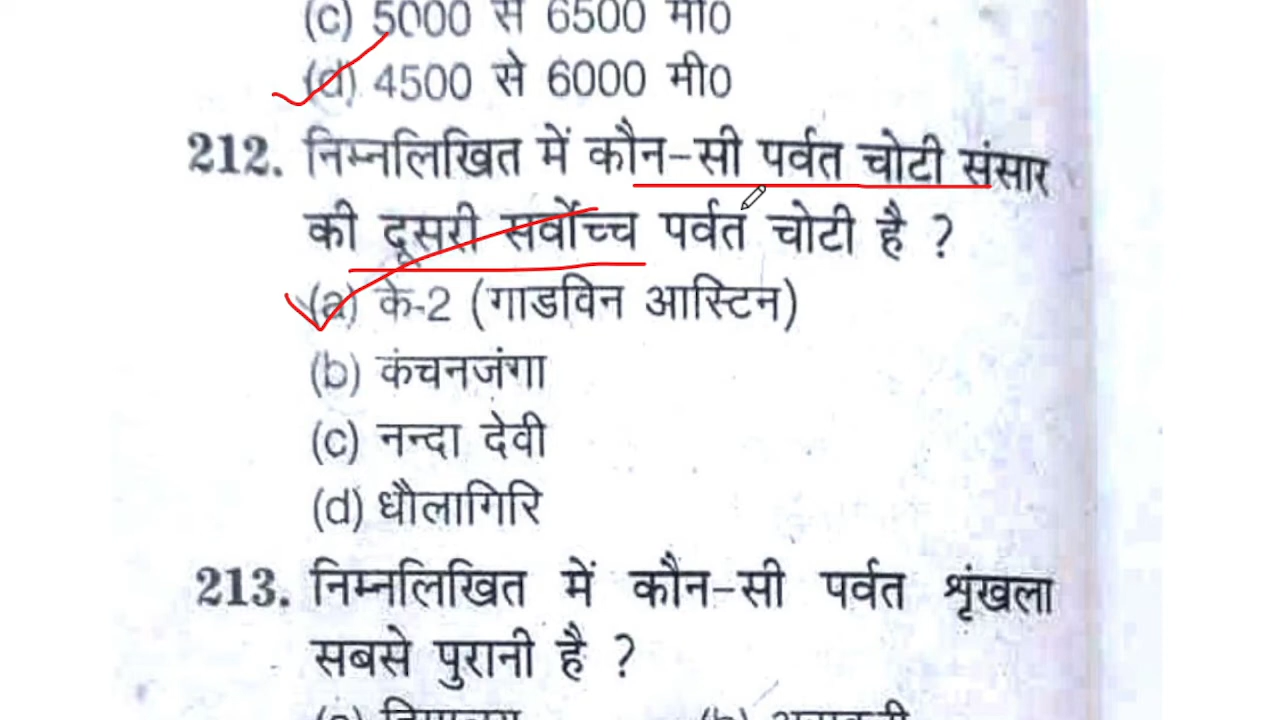 (c) 5000 से 6500 मी0
(d) 4500 से 6000 मी0
212. निम्नलिखित में कौन-सी पर्वत चोटी संसार
की दूसरी सर्वोच्च पर्वत चोटी है ?
(a) के-2 (गाडविन आस्टिन)
(b) कंचनजंगा
(c) नन्दा देवी
(d) धौलागिरि
213. निम्नलिखित में कौन-सी पर्वत श्रृंखला
सबसे पुरानी है ?